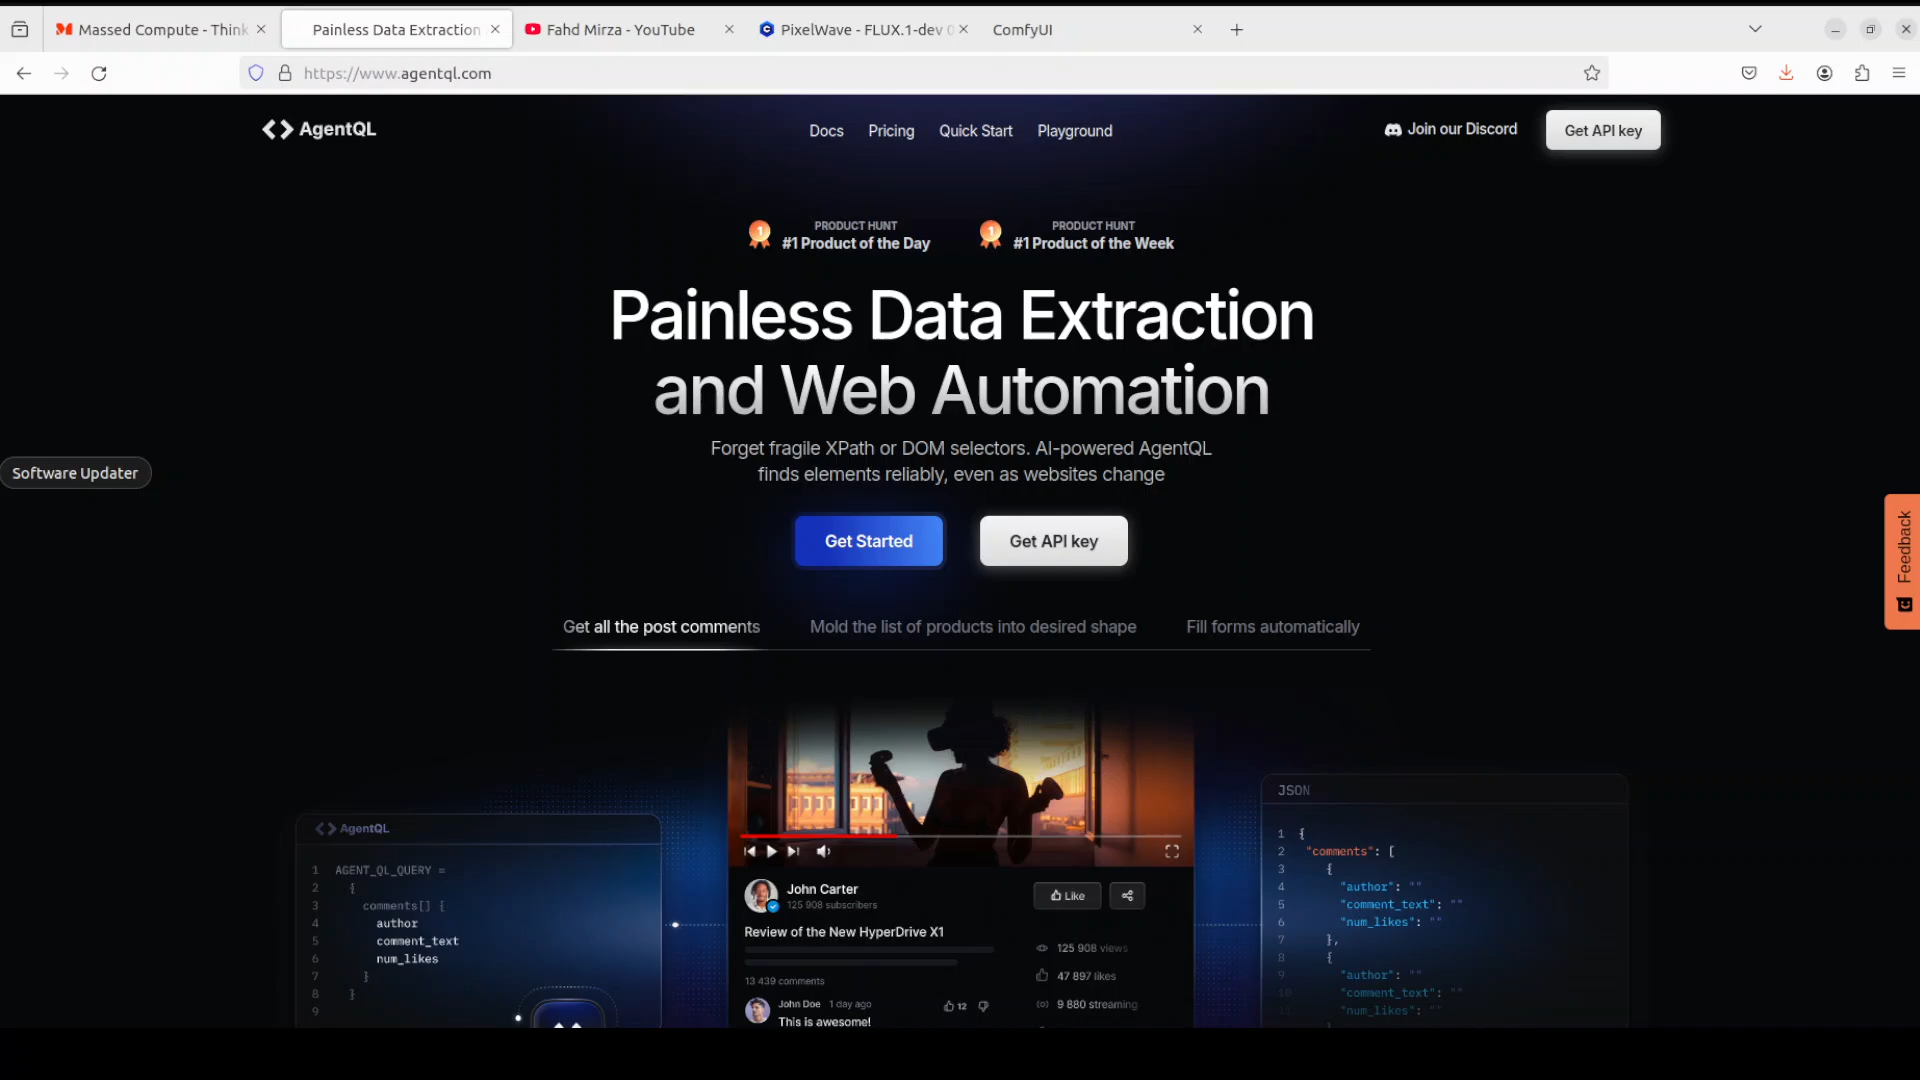 Massed Compute - Think
Painless Data Extraction
Fahd Mirza - YouTube
PixelWave - FLUX.1-dev
ComfyUI
https://www.agentql.com
AgentQL
Docs
Pricing
Quick Start
Playground
Join our Discord
Get API key
PRODUCT HUNT
#1 Product of the Day
PRODUCT HUNT
#1 Product of the Week
Painless Data Extraction
and Web Automation
Forget fragile XPath or DOM selectors. AI-powered AgentQL
finds elements reliably, even as websites change
Software Updater
Get Started
Get API key
Feedback
Get all the post comments
Mold the list of products into desired shape
Fill forms automatically
AgentQL
1 AGENT_QL_QUERY =
2 {
3 comments[] {
4 author
5 comment_text
6 num_likes
7 }
8 }
9
John Carter
125 908 subscribers
Like
Review of the New HyperDrive X1
125 908 views
47 897 likes
9 880 streaming
13 439 comments
John Doe 1 day ago
12
This is awesome!
JSON
1 {
2 "comments": [
3 {
4 "author": ""
5 "comment_text": ""
6 "num_likes": ""
7 },
8 {
9 "author": ""
10 "comment_text": ""
11 "num_likes": ""